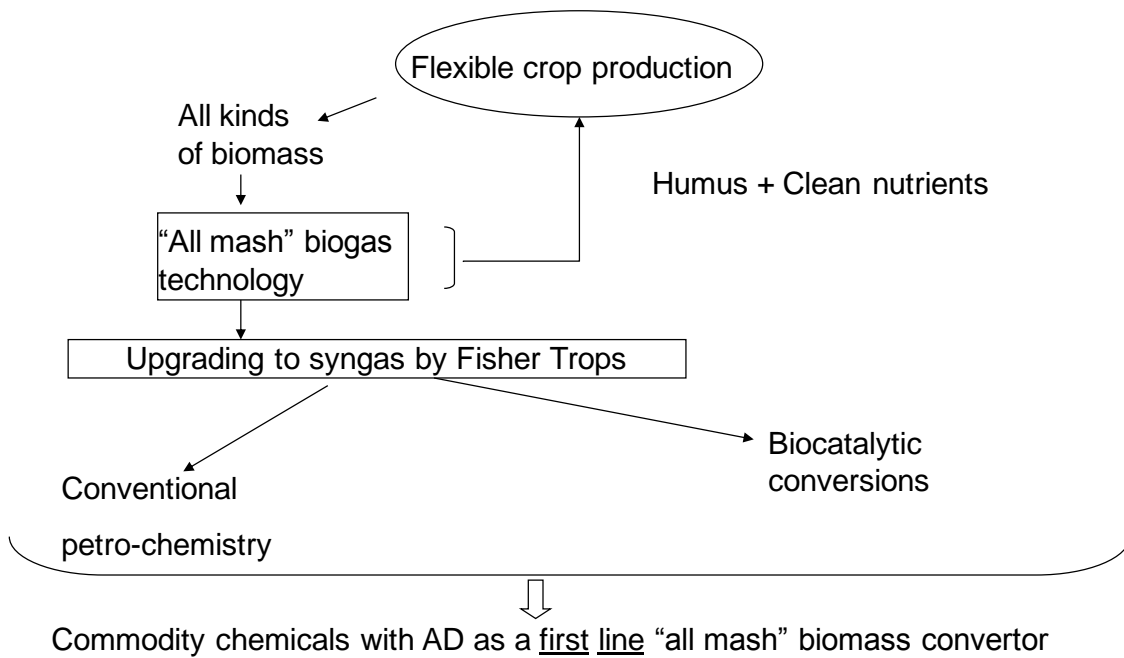 Flexible crop production
All kinds
of biomass
Humus + Clean nutrients
“All mash” biogas
technology
Upgrading to syngas by Fisher Trops
Biocatalytic
conversions
Conventional
petro-chemistry
Commodity chemicals with AD as a first line “all mash” biomass convertor